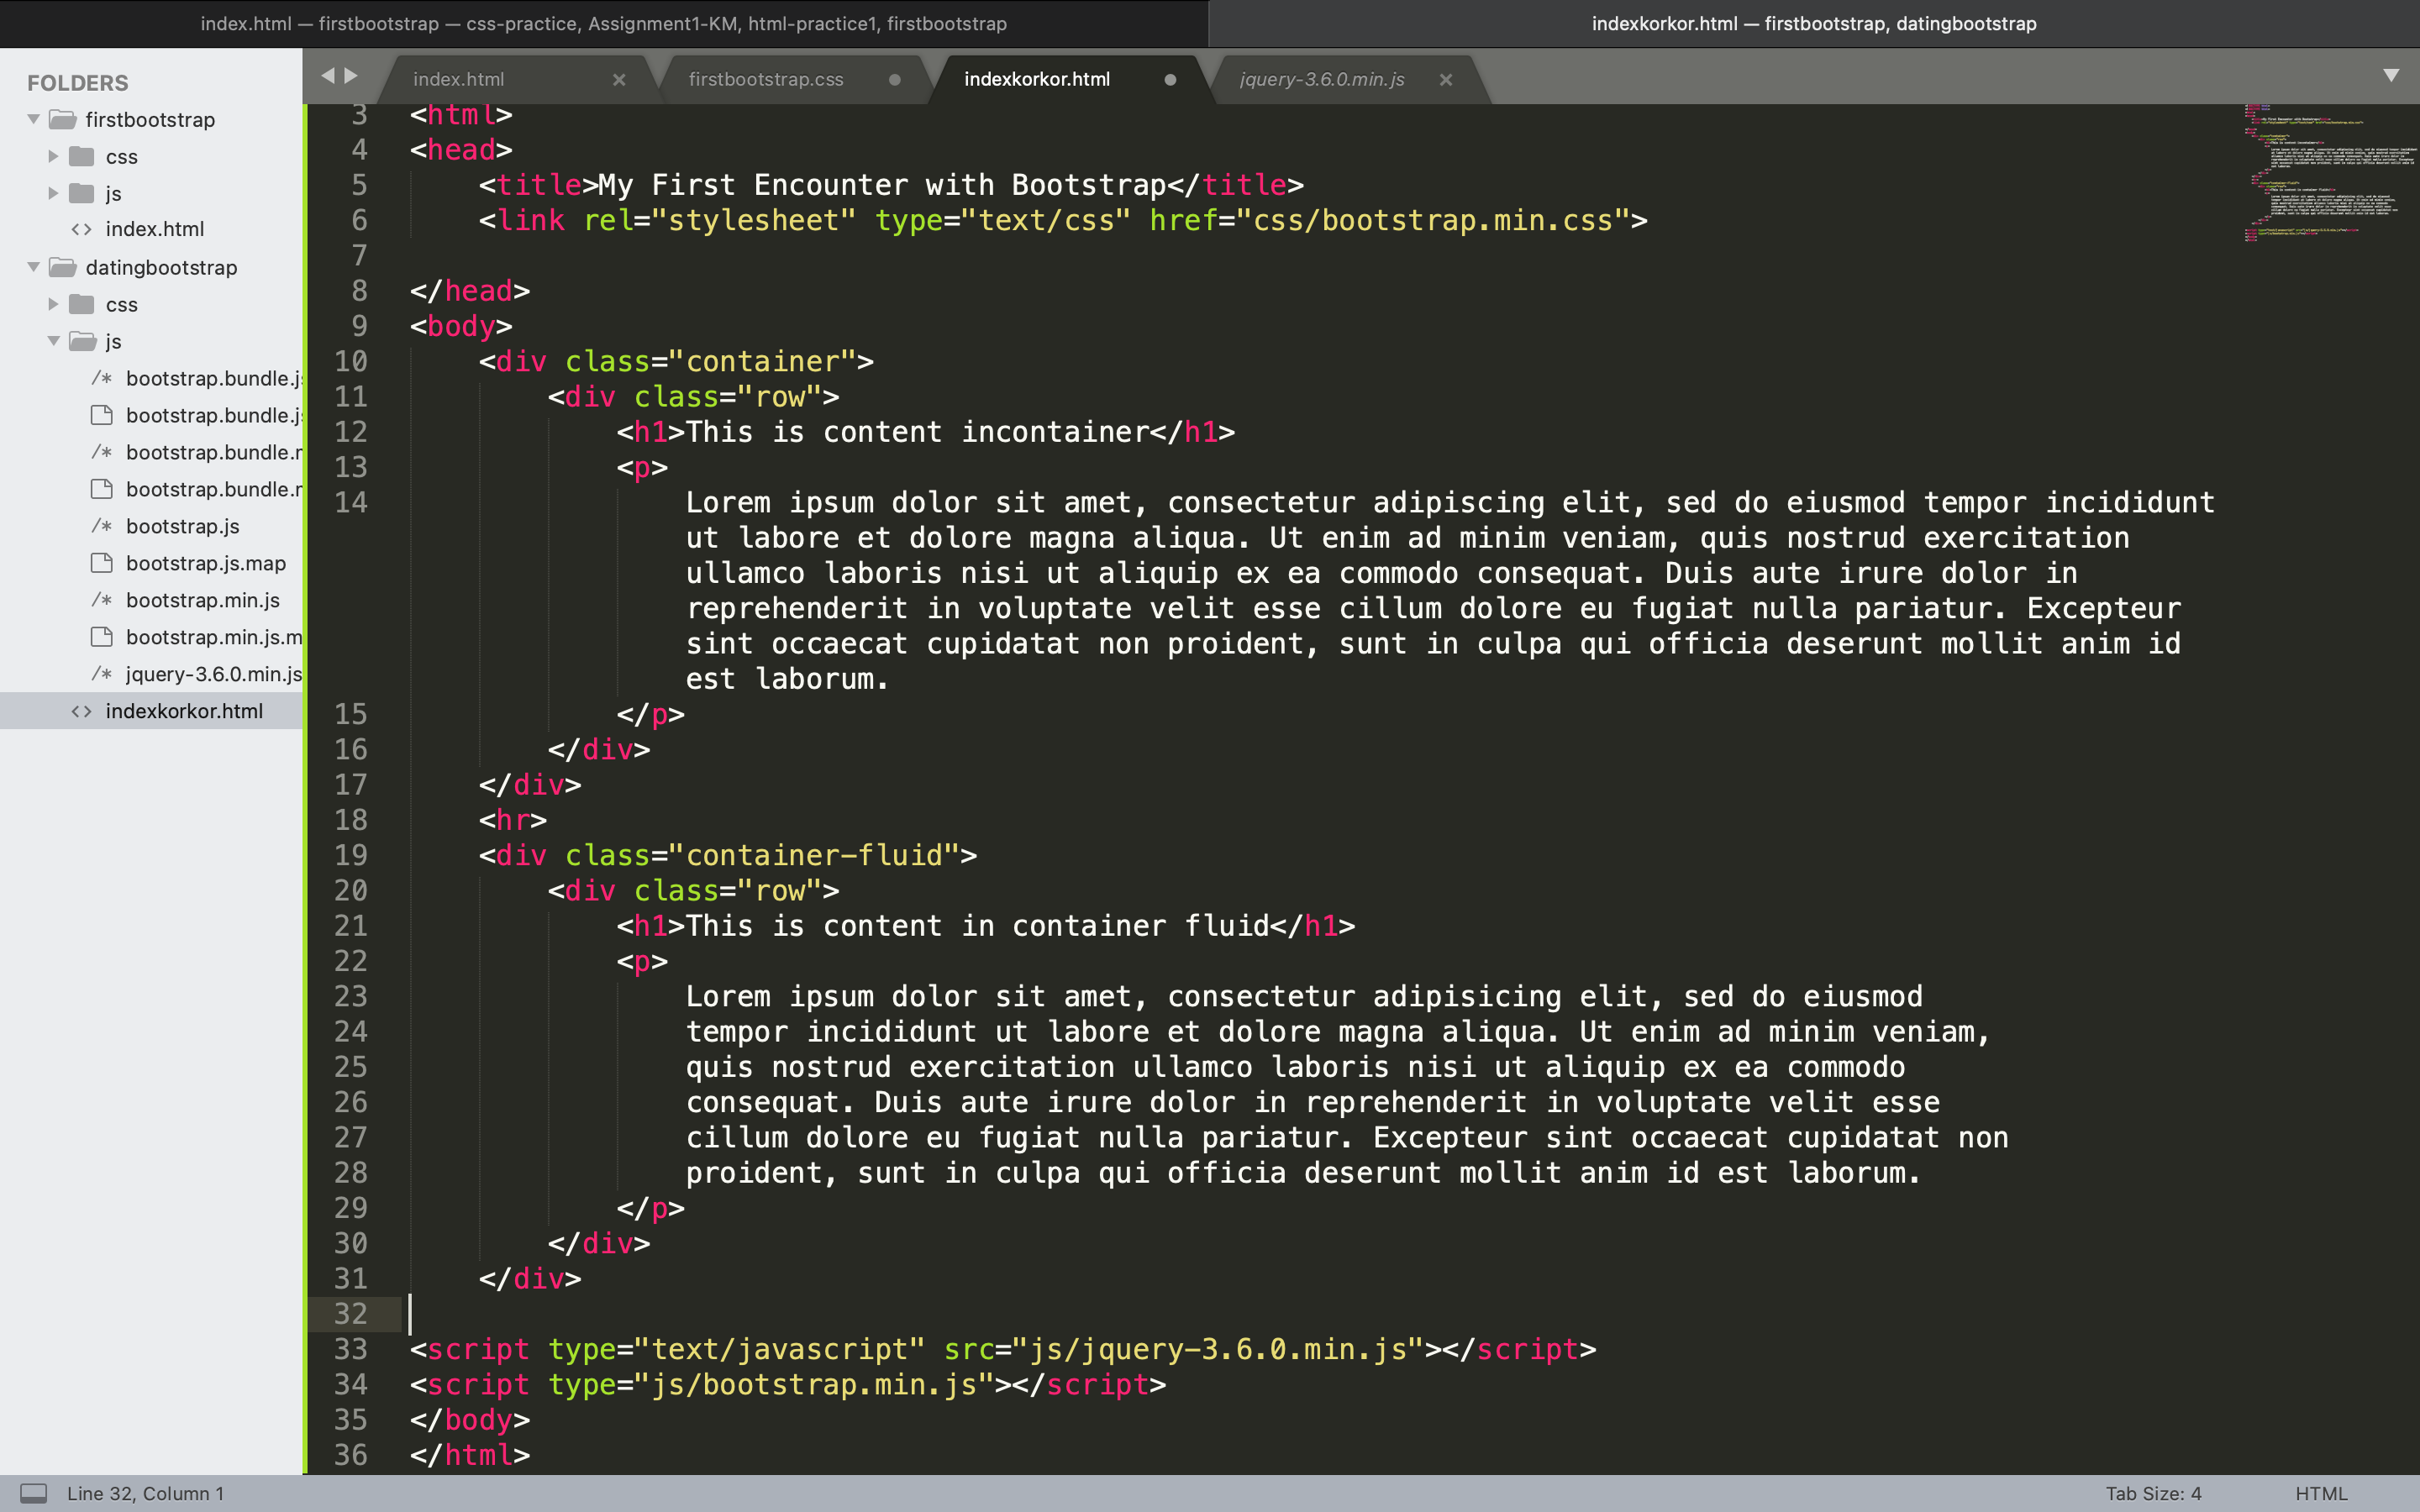 index.html — firstbootstrap — css-practice, Assignment1-KM, html-practice1, firstbootstrap
indexkorkor.html — firstbootstrap, datingbootstrap
FOLDERS
firstbootstrap
css
js
index.html
datingbootstrap
css
js
bootstrap.bundle.js
bootstrap.bundle.js
bootstrap.bundle.m
bootstrap.bundle.m
bootstrap.js
bootstrap.js.map
bootstrap.min.js
bootstrap.min.js.m
jquery-3.6.0.min.js
indexkorkor.html
index.html
firstbootstrap.css
indexkorkor.html
jquery-3.6.0.min.js
3 <html>
4 <head>
5 <title>My First Encounter with Bootstrap</title>
6 <link rel="stylesheet" type="text/css" href="css/bootstrap.min.css">
7
8 </head>
9 <body>
10 <div class="container">
11 <div class="row">
12 <h1>This is content incontainer</h1>
13 <p>
14 Lorem ipsum dolor sit amet, consectetur adipiscing elit, sed do eiusmod tempor incididunt
ut labore et dolore magna aliqua. Ut enim ad minim veniam, quis nostrud exercitation
ullamco laboris nisi ut aliquip ex ea commodo consequat. Duis aute irure dolor in
reprehenderit in voluptate velit esse cillum dolore eu fugiat nulla pariatur. Excepteur
sint occaecat cupidatat non proident, sunt in culpa qui officia deserunt mollit anim id
est laborum.
15 </p>
16 </div>
17 </div>
18 <hr>
19 <div class="container-fluid">
20 <div class="row">
21 <h1>This is content in container fluid</h1>
22 <p>
23 Lorem ipsum dolor sit amet, consectetur adipisicing elit, sed do eiusmod
24 tempor incididunt ut labore et dolore magna aliqua. Ut enim ad minim veniam,
25 quis nostrud exercitation ullamco laboris nisi ut aliquip ex ea commodo
26 consequat. Duis aute irure dolor in reprehenderit in voluptate velit esse
27 cillum dolore eu fugiat nulla pariatur. Excepteur sint occaecat cupidatat non
28 proident, sunt in culpa qui officia deserunt mollit anim id est laborum.
29 </p>
30 </div>
31 </div>
32
33 <script type="text/javascript" src="js/jquery-3.6.0.min.js"></script>
34 <script type="js/bootstrap.min.js"></script>
35 </body>
36 </html>
Line 32, Column 1
Tab Size: 4
HTML